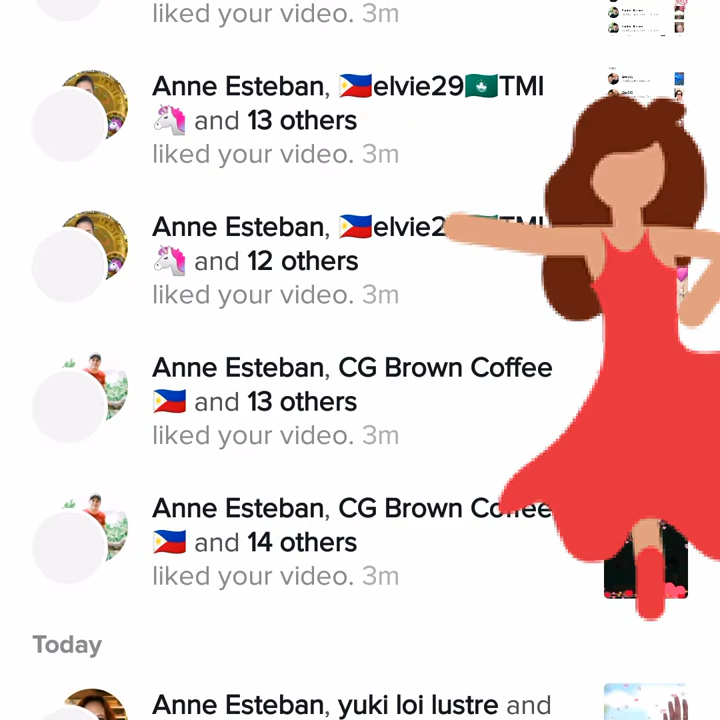 liked your video. 3m
Anne Esteban, 🇵🇭elvie29🇲🇴TMI
🦄 and 13 others
liked your video. 3m
Anne Esteban, 🇵🇭elvie2
🦄 and 12 others
liked your video. 3m
Anne Esteban, CG Brown Coffee
🇵🇭 and 13 others
liked your video. 3m
Anne Esteban, CG Brown Coffee
🇵🇭 and 14 others
liked your video. 3m
Today
Anne Esteban, yuki loi lustre and